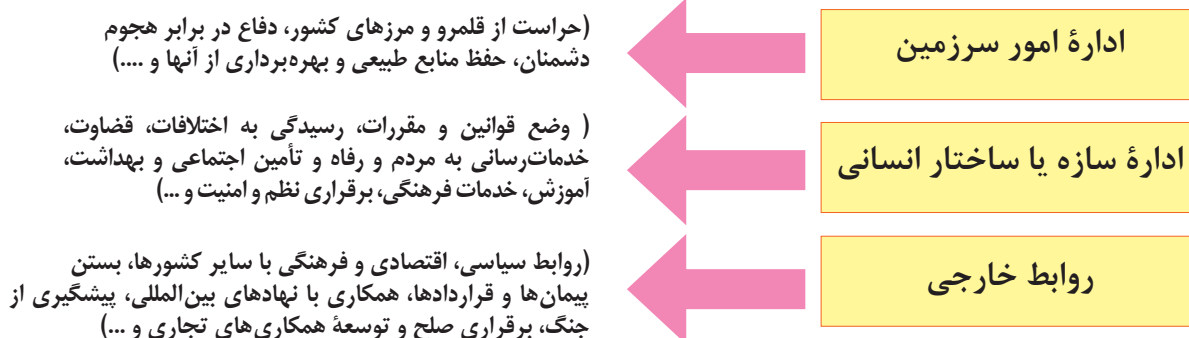 ادارهٔ امور سرزمین
(حراست از قلمرو و مرزهای کشور، دفاع در برابر هجوم
دشمنان، حفظ منابع طبیعی و بهره‌برداری از آنها و ....)
ادارهٔ سازه یا ساختار انسانی
( وضع قوانین و مقررات، رسیدگی به اختلافات، قضاوت،
خدمات‌رسانی به مردم و رفاه و تأمین اجتماعی و بهداشت،
آموزش، خدمات فرهنگی، برقراری نظم و امنیت و ...)
روابط خارجی
(روابط سیاسی، اقتصادی و فرهنگی با سایر کشورها، بستن
پیمان‌ها و قراردادها، همکاری با نهادهای بین‌المللی، پیشگیری از
جنگ، برقراری صلح و توسعهٔ همکاری‌های تجاری و ...)